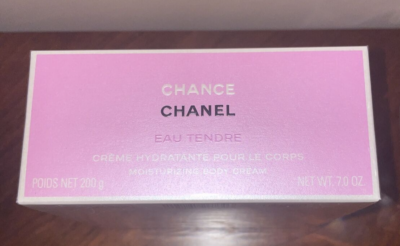 CHANCE
CHANEL
EAU TENDRE
CRÈME HYDRATANTE POUR LE CORPS
MOISTURISING BODY CREAM
POIDS NET 200 g NET WT. 7.0 OZ